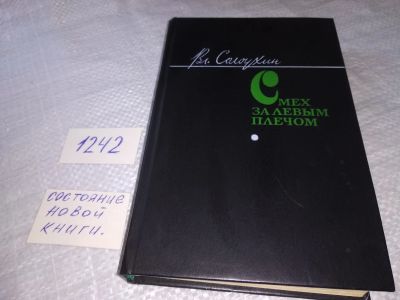 Вл. Солоухин
Смех
за левым
плечом
1242
состояние
новой
книги.